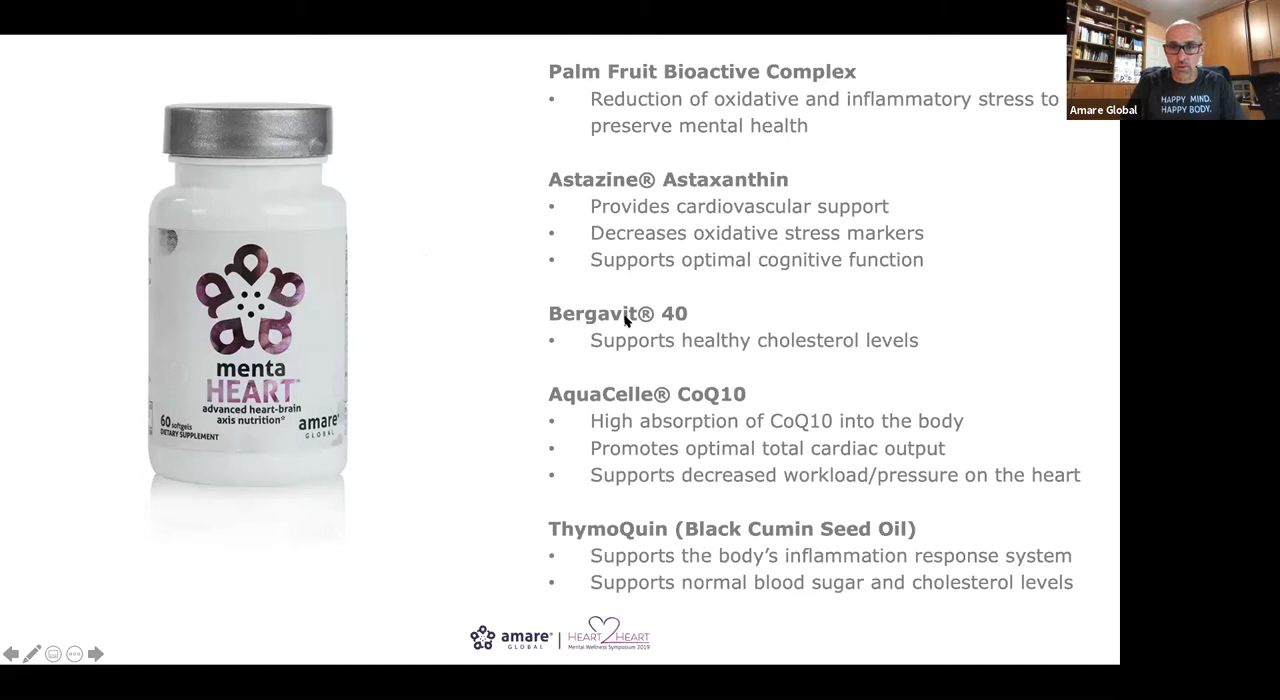 Palm Fruit Bioactive Complex
• Reduction of oxidative and inflammatory stress to
preserve mental health
Astazine® Astaxanthin
• Provides cardiovascular support
• Decreases oxidative stress markers
• Supports optimal cognitive function
Bergavit® 40
• Supports healthy cholesterol levels
AquaCelle® CoQ10
• High absorption of CoQ10 into the body
• Promotes optimal total cardiac output
• Supports decreased workload/pressure on the heart
ThymoQuin (Black Cumin Seed Oil)
• Supports the body’s inflammation response system
• Supports normal blood sugar and cholesterol levels
menta
HEART™
advanced heart-brain
axis nutrition*
60 softgels
DIETARY SUPPLEMENT
amare®
GLOBAL
amare®
GLOBAL
HEART2HEART
Mental Wellness Symposium 2019
Amare Global
HAPPY MIND.
HAPPY BODY.